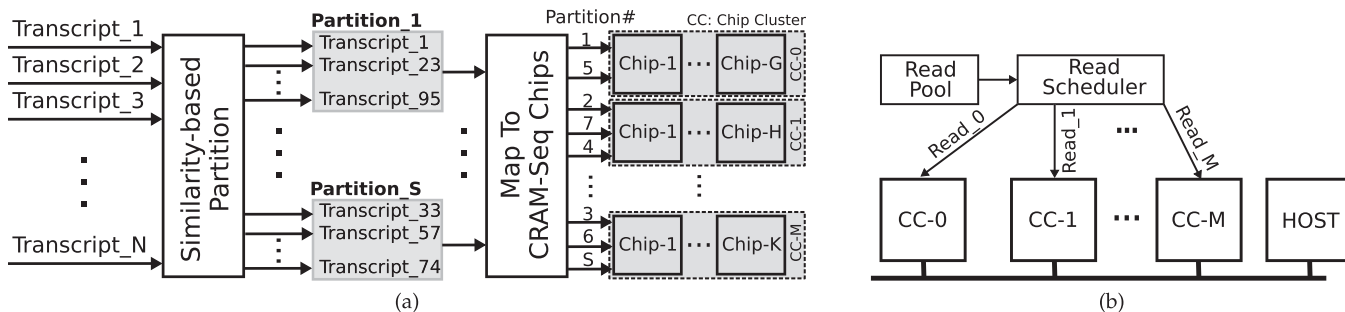 Transcript_1
Transcript_2
Transcript_3
Transcript_N
Similarity-based
Partition
Partition_1
Transcript_1
Transcript_23
Transcript_95
Partition_S
Transcript_33
Transcript_57
Transcript_74
Map To
CRAM-Seq Chips
Partition#
CC: Chip Cluster
1
5
Chip-1
Chip-G
CC-0
2
7
4
Chip-1
Chip-H
CC-1
3
6
S
Chip-1
Chip-K
CC-M
(a)
Read
Pool
Read
Scheduler
Read_0
Read_1
Read_M
CC-0
CC-1
CC-M
HOST
(b)